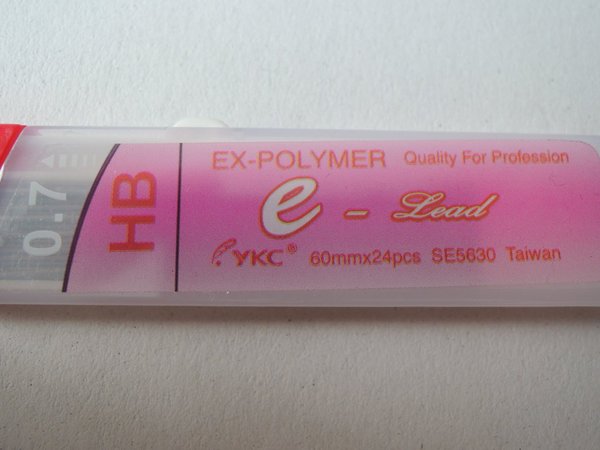 0.7
HB
EX-POLYMER Quality For Profession
e - Lead
YKC® 60mmx24pcs SE5630 Taiwan